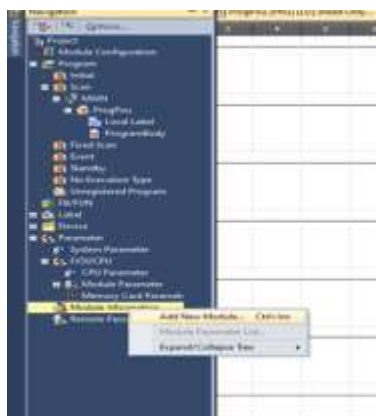 Navigation
Options...
Project
Module Configuration
Program
Initial
Scan
MAIN
ProgPou
Local Label
ProgramBody
Fixed Scan
Event
Standby
No Execution Type
Unregistered Program
FB/FUN
Label
Device
Parameter
System Parameter
FX5UCPU
CPU Parameter
Module Parameter
Memory Card Parameter
Module Information
Remote
Add New Module... Ctrl+Ins
Module Parameter List...
Expand/Collapse Tree